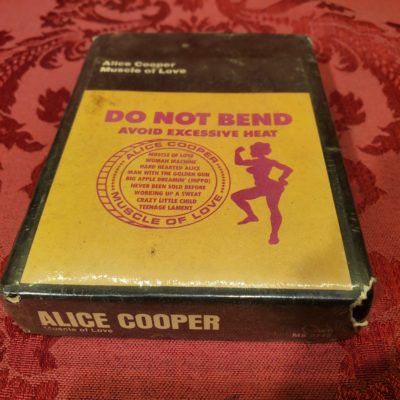 Alice Cooper
Muscle of Love
DO NOT BEND
AVOID EXCESSIVE HEAT
ALICE COOPER
MUSCLE OF LOVE
WOMAN MACHINE
HARD HEARTED ALICE
MAN WITH THE GOLDEN GUN
BIG APPLE DREAMIN' (HIPPO)
NEVER BEEN SOLD BEFORE
WORKING UP A SWEAT
CRAZY LITTLE CHILD
TEENAGE LAMENT
MUSCLE OF LOVE
ALICE COOPER
Muscle of Love